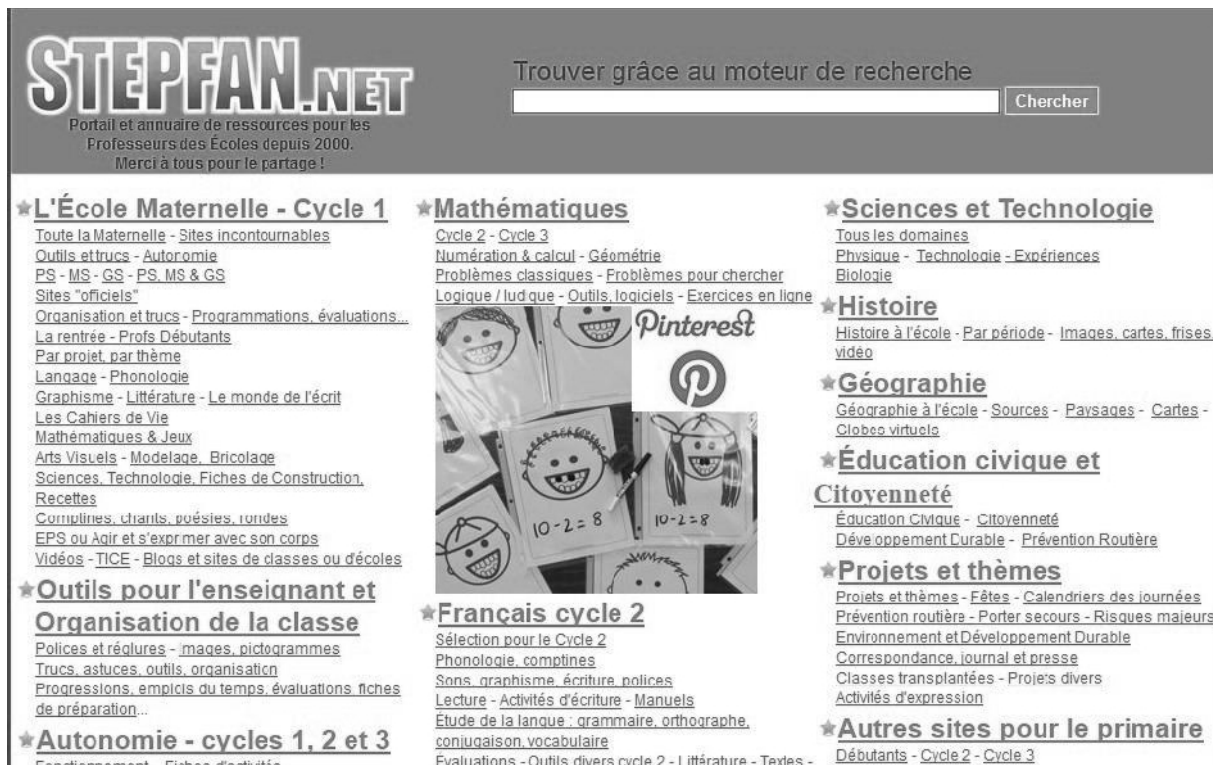 STEPFAN.NET
Portail et annuaire de ressources pour les
Professeurs des Écoles depuis 2000.
Merci à tous pour le partage !
Trouver grâce au moteur de recherche
Chercher
L'École Maternelle - Cycle 1
Toute la Maternelle - Sites incontournables
Outils et trucs - Autonomie
PS - MS - GS - PS, MS & GS
Sites "officiels"
Organisation et trucs - Programmations, évaluations...
La rentrée - Profs Débutants
Par projet, par thème
Langage - Phonologie
Graphisme - Littérature - Le monde de l'écrit
Les Cahiers de Vie
Mathématiques & Jeux
Arts Visuels - Modelage, Bricolage
Sciences, Technologie, Fiches de Construction,
Recettes
Comptines, chants, poésies, rondes
EPS ou Agir et s'exprimer avec son corps
Vidéos - TICE - Blogs et sites de classes ou d'écoles
Outils pour l'enseignant et
Organisation de la classe
Polices et réglures - Images, pictogrammes
Trucs, astuces, outils, organisation
Progressions, emplois du temps, évaluations, fiches
de préparation...
Autonomie - cycles 1, 2 et 3
Fonctionnement - Fiches d'activités
Mathématiques
Cycle 2 - Cycle 3
Numération & calcul - Géométrie
Problèmes classiques - Problèmes pour chercher
Logique / ludique - Outils, logiciels - Exercices en ligne
Pinterest
10-2=8
10-2=8
Français cycle 2
Sélection pour le Cycle 2
Phonologie, comptines
Sons, graphisme, écriture, polices
Lecture - Activités d'écriture - Manuels
Étude de la langue : grammaire, orthographe,
conjugaison, vocabulaire
Évaluations - Outils divers cycle 2 - Littérature - Textes -
Sciences et Technologie
Tous les domaines
Physique - Technologie - Expériences
Biologie
Histoire
Histoire à l'école - Par période - Images, cartes, frises,
vidéo
Géographie
Géographie à l'école - Sources - Paysages - Cartes -
Globes virtuels
Éducation civique et
Citoyenneté
Éducation Civique - Citoyenneté
Développement Durable - Prévention Routière
Projets et thèmes
Projets et thèmes - Fêtes - Calendriers des journées
Prévention routière - Porter secours - Risques majeurs
Environnement et Développement Durable
Correspondance, journal et presse
Classes transplantées - Projets divers
Activités d'expression
Autres sites pour le primaire
Débutants - Cycle 2 - Cycle 3